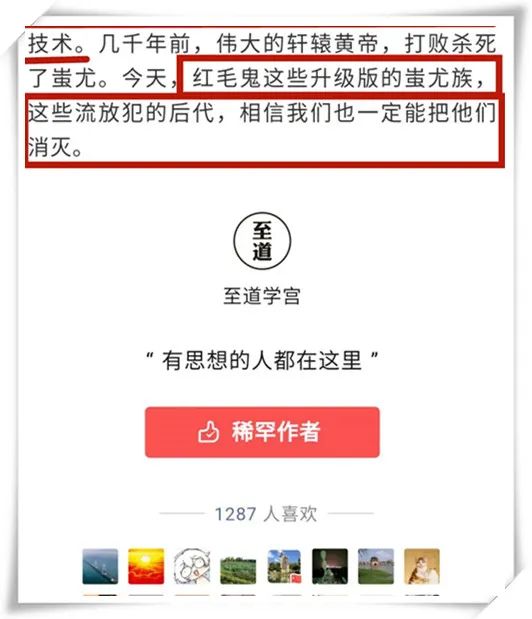 技术。几千年前，伟大的轩辕黄帝，打败杀死
了蚩尤。今天，红毛鬼这些升级版的蚩尤族，
这些流放犯的后代，相信我们也一定能把他们
消灭。
至
道
至道学宫
“有思想的人都在这里”
稀罕作者
1287 人喜欢